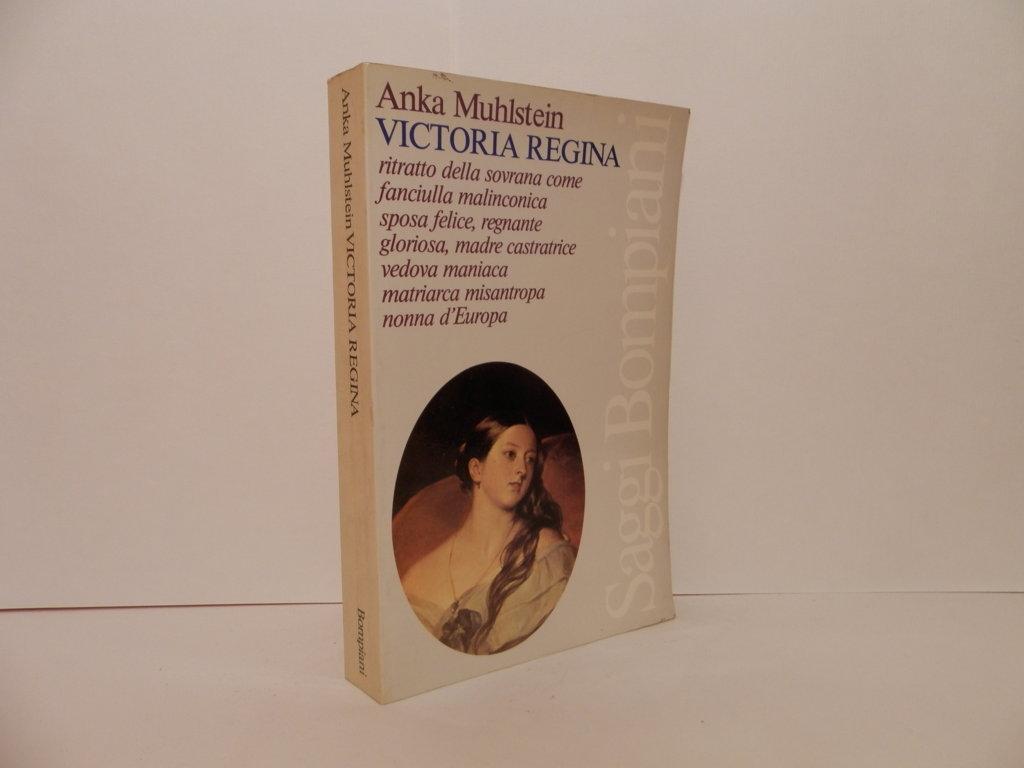 Anka Muhlstein VICTORIA REGINA
Bompiani
Anka Muhlstein
VICTORIA REGINA
ritratto della sovrana come
fanciulla malinconica
sposa felice, regnante
gloriosa, madre castratrice
vedova maniaca
matriarca misantropa
nonna d'Europa
Saggi Bompiani